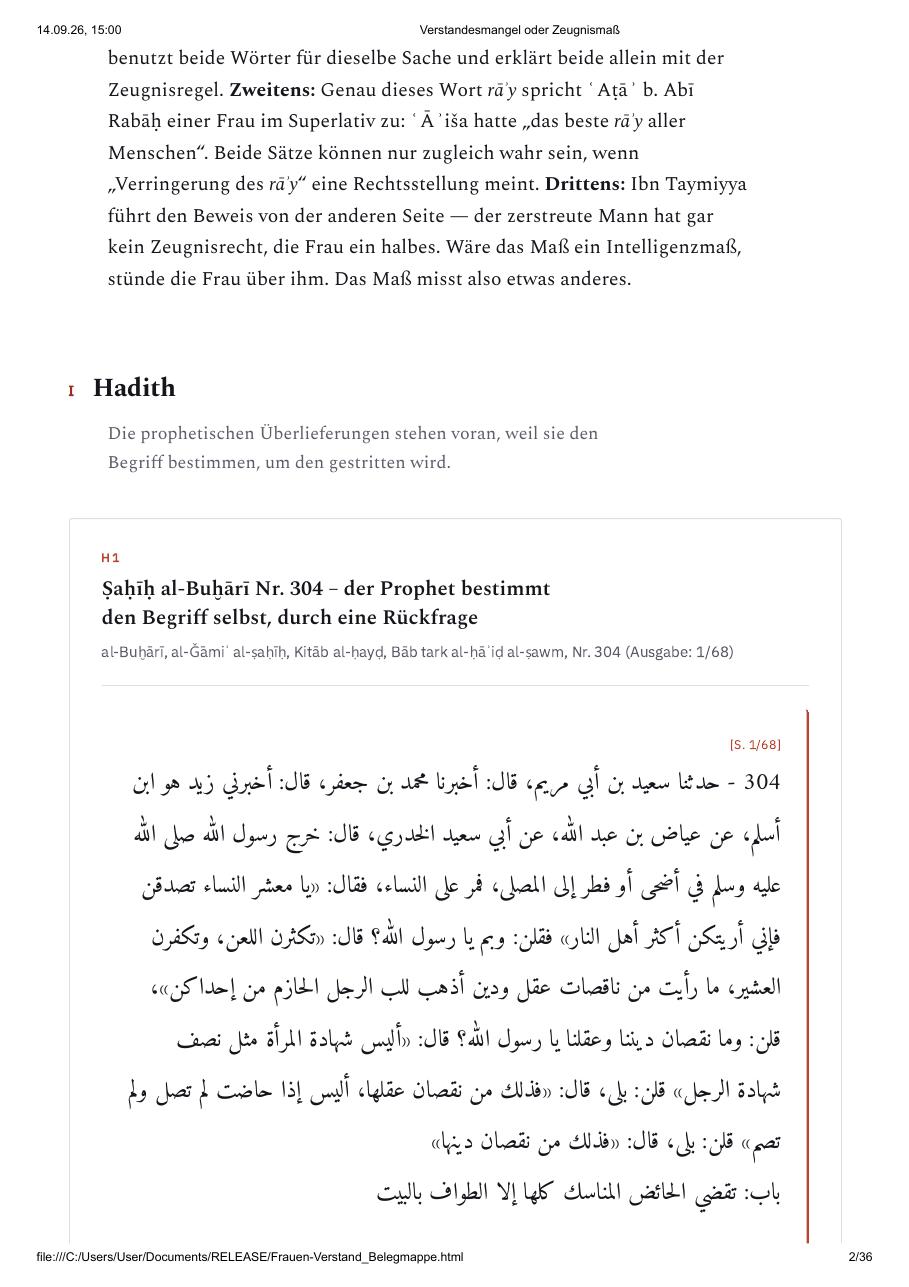 14.09.26, 15:00
Verstandesmangel oder Zeugnismaß
benutzt beide Wörter für dieselbe Sache und erklärt beide allein mit der
Zeugnisregel. Zweitens: Genau dieses Wort rāʾy spricht ʿAṭāʾ b. Abī
Rabāḥ einer Frau im Superlativ zu: ʿĀʾiša hatte „das beste rāʾy aller
Menschen“. Beide Sätze können nur zugleich wahr sein, wenn
„Verringerung des rāʾy“ eine Rechtsstellung meint. Drittens: Ibn Taymiyya
führt den Beweis von der anderen Seite — der zerstreute Mann hat gar
kein Zeugnisrecht, die Frau ein halbes. Wäre das Maß ein Intelligenzmaß,
stünde die Frau über ihm. Das Maß misst also etwas anderes.
I Hadith
Die prophetischen Überlieferungen stehen voran, weil sie den
Begriff bestimmen, um den gestritten wird.
H1
Ṣaḥīḥ al-Buḫārī Nr. 304 – der Prophet bestimmt
den Begriff selbst, durch eine Rückfrage
al-Buḫārī, al-Ǧāmiʿ al-ṣaḥīḥ, Kitāb al-ḥayḍ, Bāb tark al-ḥāʾiḍ al-ṣawm, Nr. 304 (Ausgabe: 1/68)
[S. 1/68]
304 - حدثنا سعيد بن أبي مريم، قال: أخبرنا محمد بن جعفر، قال: أخبرني زيد هو ابن
أسلم، عن عياض بن عبد الله، عن أبي سعيد الخدري، قال: خرج رسول الله صلى الله
عليه وسلم في أضحى أو فطر إلى المصلى، فمر على النساء، فقال: «يا معشر النساء تصدقن
فإني أريتكن أكثر أهل النار» فقلن: وبم يا رسول الله؟ قال: «تكثرن اللعن، وتكفرن
العشير، ما رأيت من ناقصات عقل ودين أذهب للب الرجل الحازم من إحداكن»،
قلن: وما نقصان ديننا وعقلنا يا رسول الله؟ قال: «أليس شهادة المرأة مثل نصف
شهادة الرجل» قلن: بلى، قال: «فذلك من نقصان عقلها، أليس إذا حاضت لم تصل ولم
تصم» قلن: بلى، قال: «فذلك من نقصان دينها»
باب: تقضي الحائض المناسك كلها إلا الطواف بالبيت
file:///C:/Users/User/Documents/RELEASE/Frauen-Verstand_Belegmappe.html
2/36